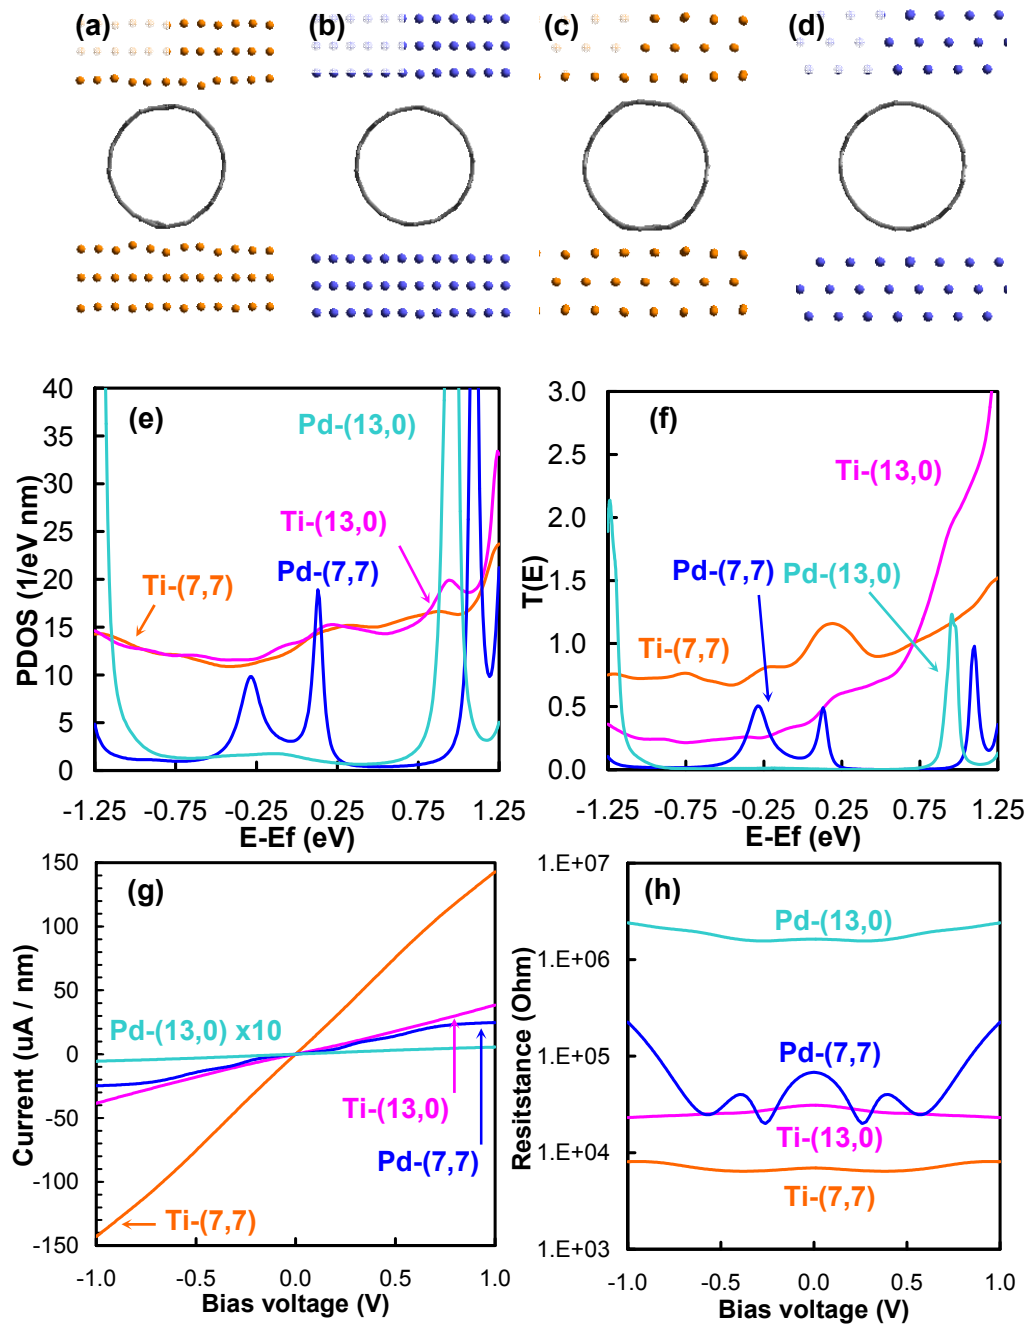 (a) (b) (c) (d)
(e)
40
35
30
25
20
15
10
5
0
PDOS (1/eV nm)
Pd-(13,0)
Ti-(13,0)
Pd-(7,7)
Ti-(7,7)
-1.25 -0.75 -0.25 0.25 0.75 1.25
E-Ef (eV)
(f)
3.0
2.5
2.0
1.5
1.0
0.5
0.0
T(E)
Ti-(13,0)
Pd-(7,7)
Pd-(13,0)
Ti-(7,7)
-1.25 -0.75 -0.25 0.25 0.75 1.25
E-Ef (eV)
(g)
150
100
50
0
-50
-100
-150
Current (uA / nm)
Pd-(13,0) x10
Ti-(13,0)
Pd-(7,7)
Ti-(7,7)
-1.0 -0.5 0.0 0.5 1.0
Bias voltage (V)
(h)
1.E+07
1.E+06
1.E+05
1.E+04
1.E+03
Resitstance (Ohm)
Pd-(13,0)
Pd-(7,7)
Ti-(13,0)
Ti-(7,7)
-1.0 -0.5 0.0 0.5 1.0
Bias voltage (V)